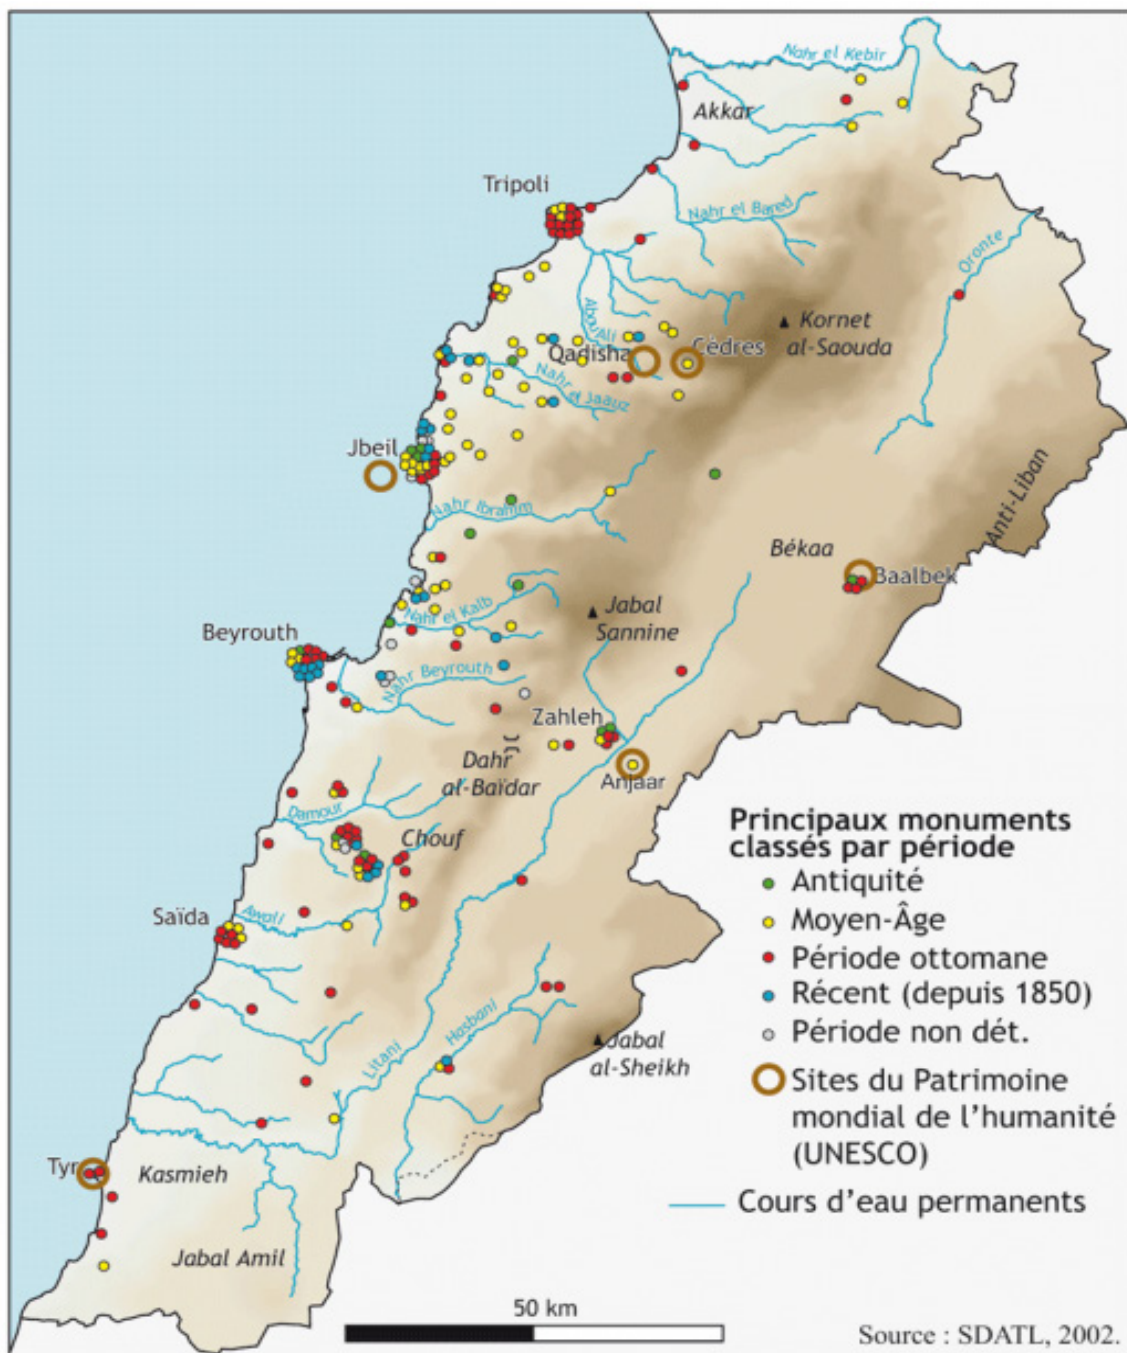 Nahr el Kebir
Akkar
Tripoli
Nahr el Bared
Oronte
Abou Ali
Kornet
al-Saouda
Qadisha
Cèdres
Nahr
el Jaauz
Jbeil
Anti-Liban
Nahr Ibrahim
Békaa
Baalbek
Nahr el Kalb
Jabal
Sannine
Beyrouth
Nahr Beyrouth
Zahleh
Dahr
al-Baïdar
Anjaar
Damour
Chouf
Principaux monuments
classés par période
Antiquité
Moyen-Âge
Période ottomane
Récent (depuis 1850)
Période non dét.
Sites du Patrimoine
mondial de l'humanité
(UNESCO)
Cours d'eau permanents
Saïda
Awali
Litani
Hasbani
Jabal
al-Sheikh
Tyr
Kasmieh
Jabal Amil
50 km
Source : SDATL, 2002.